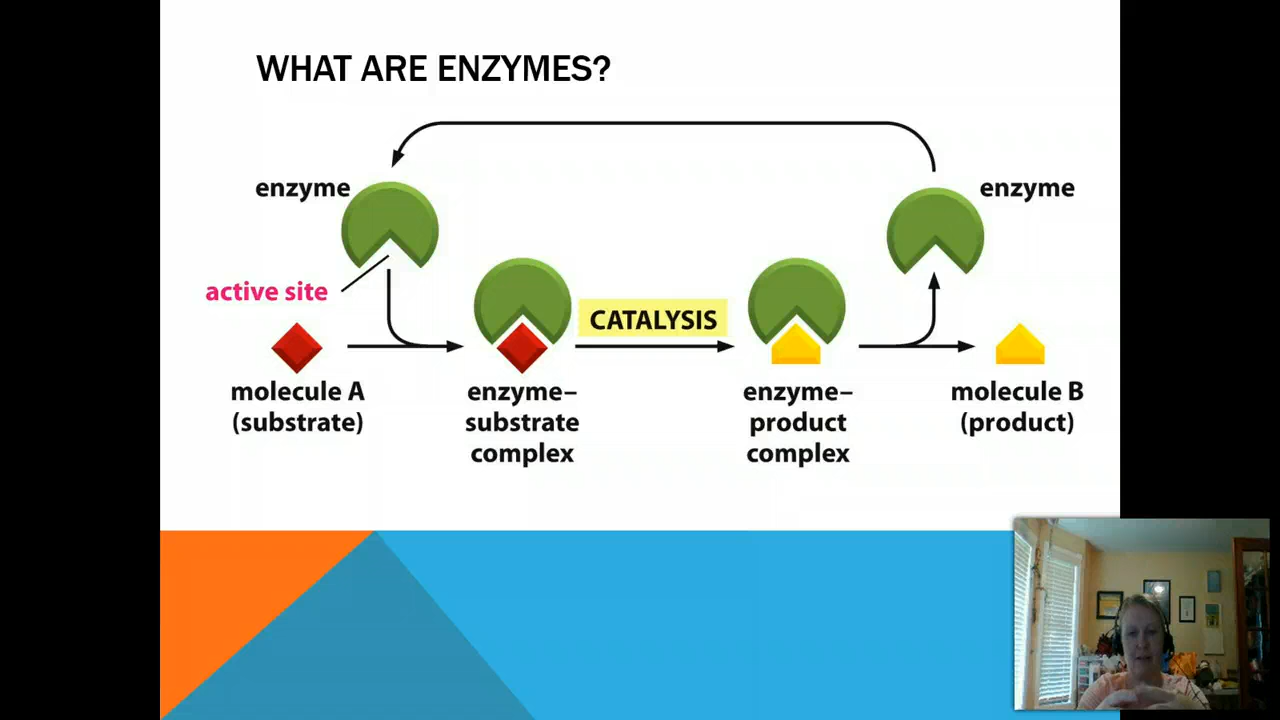 WHAT ARE ENZYMES?
enzyme
enzyme
active site
CATALYSIS
molecule A
(substrate)
enzyme–
substrate
complex
enzyme–
product
complex
molecule B
(product)